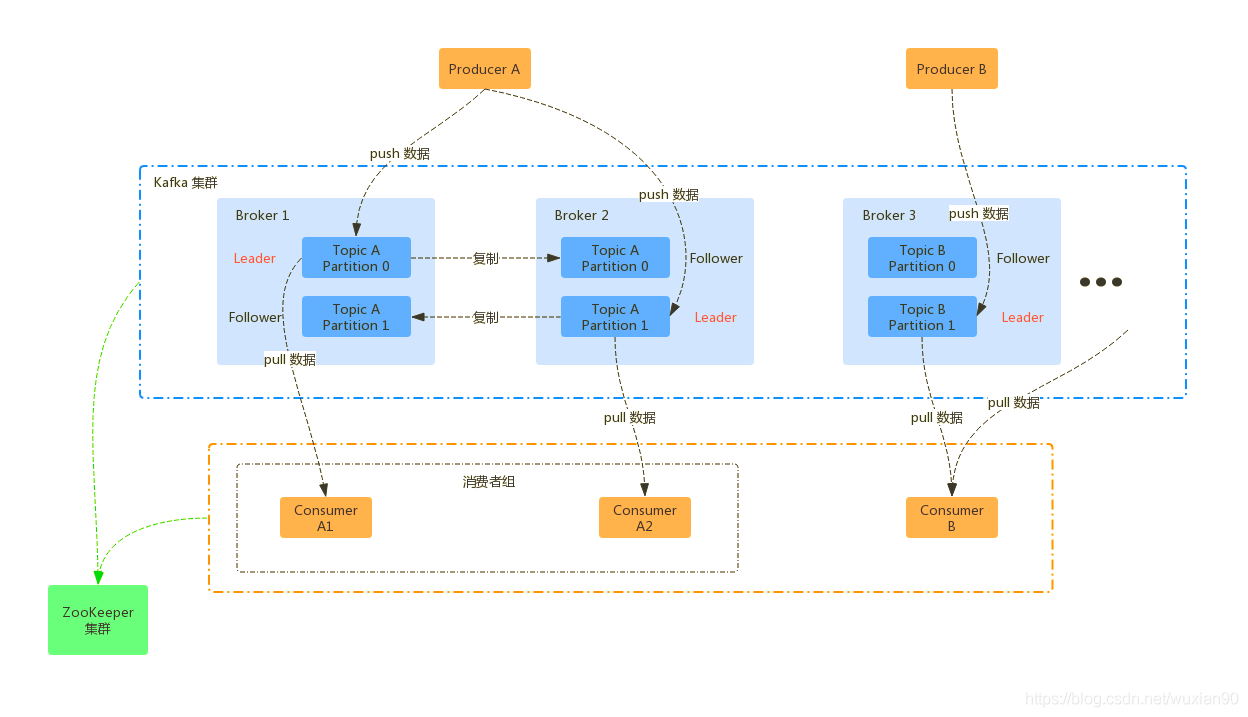 Producer A
Producer B
push 数据
push 数据
push 数据
Kafka 集群
Broker 1
Leader
Topic A
Partition 0
Follower
Topic A
Partition 1
复制
复制
Broker 2
Topic A
Partition 0
Follower
Topic A
Partition 1
Leader
Broker 3
Topic B
Partition 0
Follower
Topic B
Partition 1
Leader
pull 数据
pull 数据
pull 数据
pull 数据
消费者组
Consumer
A1
Consumer
A2
Consumer
B
ZooKeeper
集群
https://blog.csdn.net/wuxian90